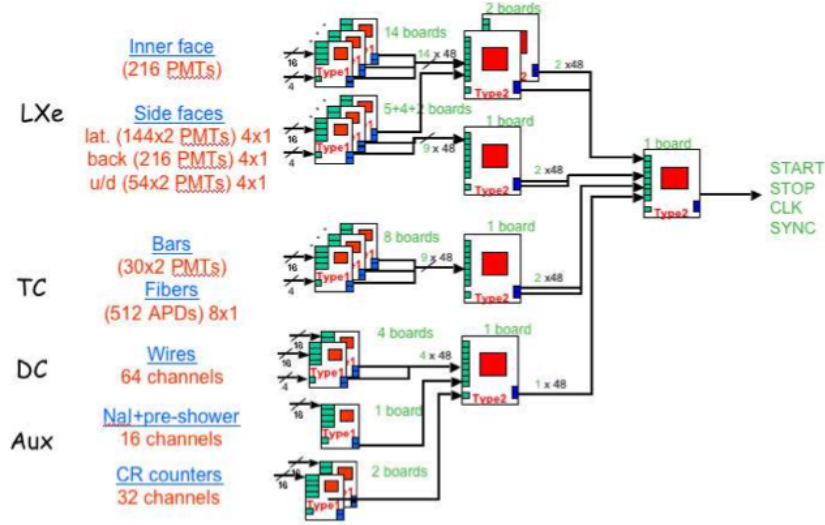 2 boards
Inner face
(216 PMTs)
14 boards
16
4
Type1
14 x 48
Type2
2 x48
LXe
Side faces
lat. (144x2 PMTs) 4x1
back (216 PMTs) 4x1
u/d (54x2 PMTs) 4x1
5+4+2 boards
16
4
Type1
9 x 48
1 board
Type2
2 x48
1 board
Type2
START
STOP
CLK
SYNC
TC
Bars
(30x2 PMTs)
Fibers
(512 APDs) 8x1
8 boards
16
4
Type1
9 x 48
1 board
Type2
2 x48
DC
Wires
64 channels
4 boards
16
16
4
Type1
4 x 48
1 board
Type2
1 x 48
Aux
NaI+pre-shower
16 channels
16
1 board
Type1
CR counters
32 channels
16
16
2 boards
Type1